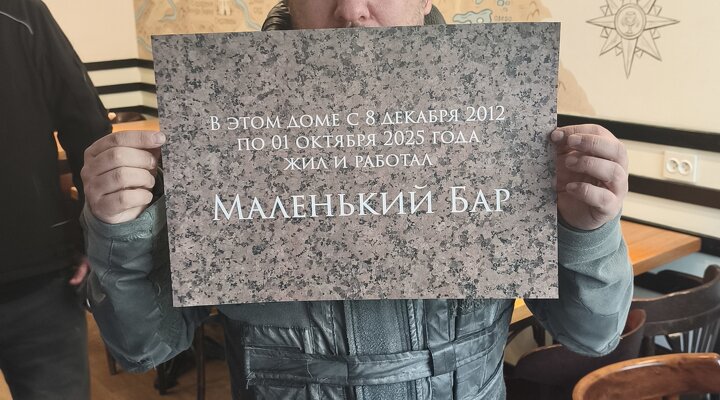 В ЭТОМ ДОМЕ С 8 ДЕКАБРЯ 2012
ПО 01 ОКТЯБРЯ 2025 ГОДА
ЖИЛ И РАБОТАЛ
МАЛЕНЬКИЙ БАР